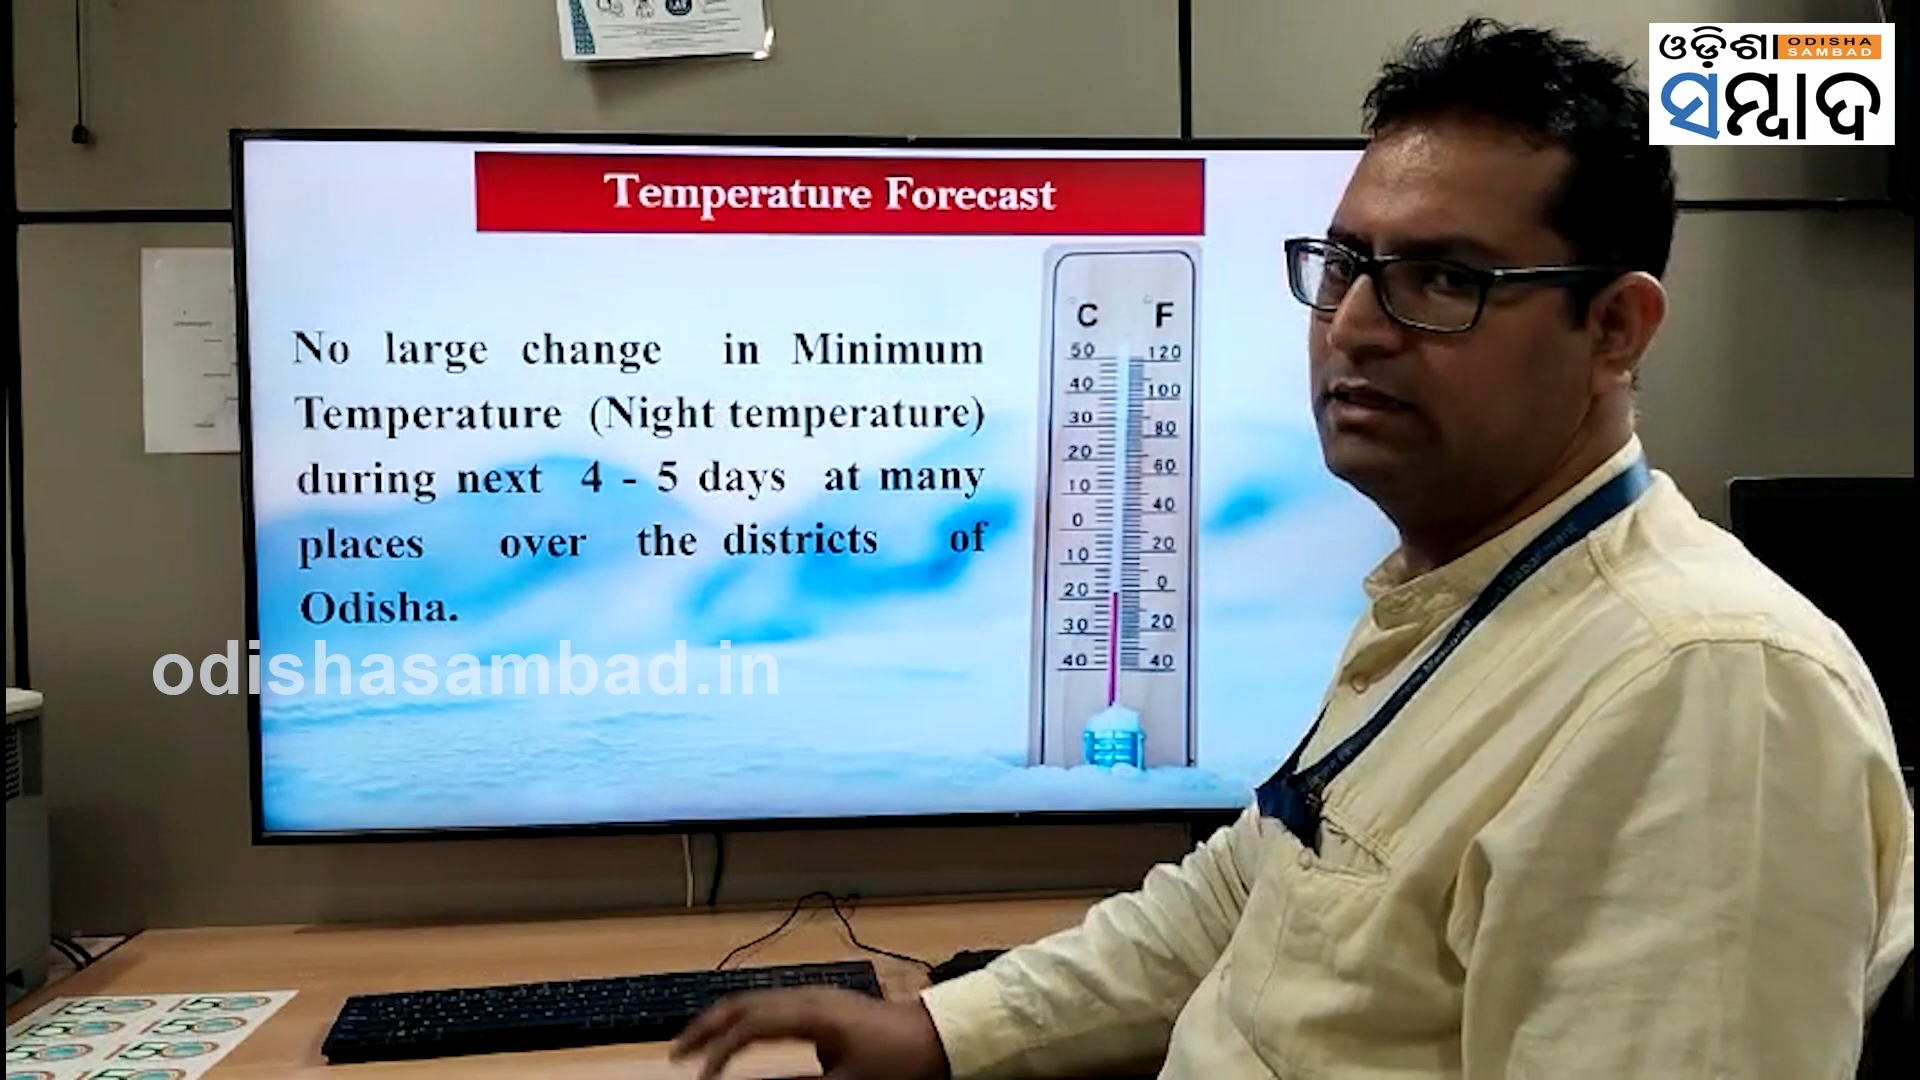 ଓଡ଼ିଶା ODISHA
SAMBAD
ସମ୍ବାଦ
Temperature Forecast
No large change in Minimum
Temperature (Night temperature)
during next 4 - 5 days at many
places over the districts of
Odisha.
C F
50 120
40 100
30 80
20 60
10 40
0 20
10 0
20 20
30 40
40
odishasambad.in